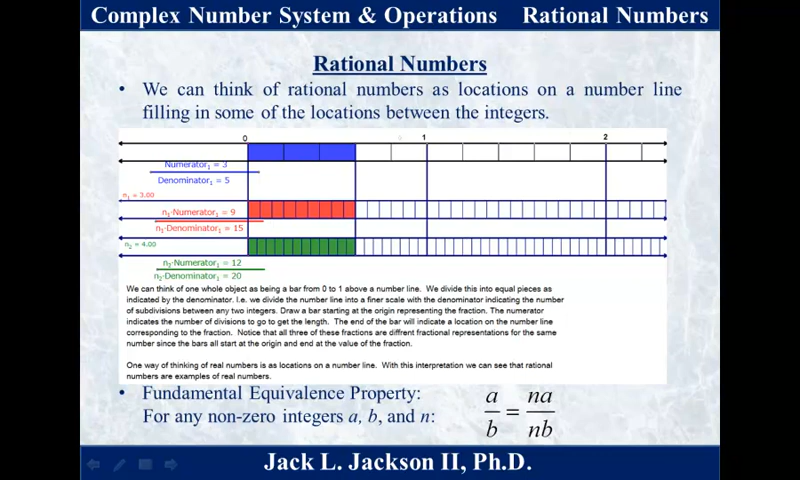 Complex Number System & Operations Rational Numbers
Rational Numbers
• We can think of rational numbers as locations on a number line
filling in some of the locations between the integers.
0 1 2
Numerator₁ = 3
Denominator₁ = 5
n₁ = 3.00
n₁·Numerator₁ = 9
n₁·Denominator₁ = 15
n₂ = 4.00
n₂·Numerator₁ = 12
n₂·Denominator₁ = 20
We can think of one whole object as being a bar from 0 to 1 above a number line. We divide this into equal pieces as
indicated by the denominator. I.e. we divide the number line into a finer scale with the denominator indicating the number
of subdivisions between any two integers. Draw a bar starting at the origin representing the fraction. The numerator
indicates the number of divisions to go to get the length. The end of the bar will indicate a location on the number line
corresponding to the fraction. Notice that all three of these fractions are diffrent fractional representations for the same
number since the bars all start at the origin and end at the value of the fraction.
One way of thinking of real numbers is as locations on a number line. With this interpretation we can see that rational
numbers are examples of real numbers.
• Fundamental Equivalence Property:
For any non-zero integers a, b, and n:
a/b = na/nb
Jack L. Jackson II, Ph.D.